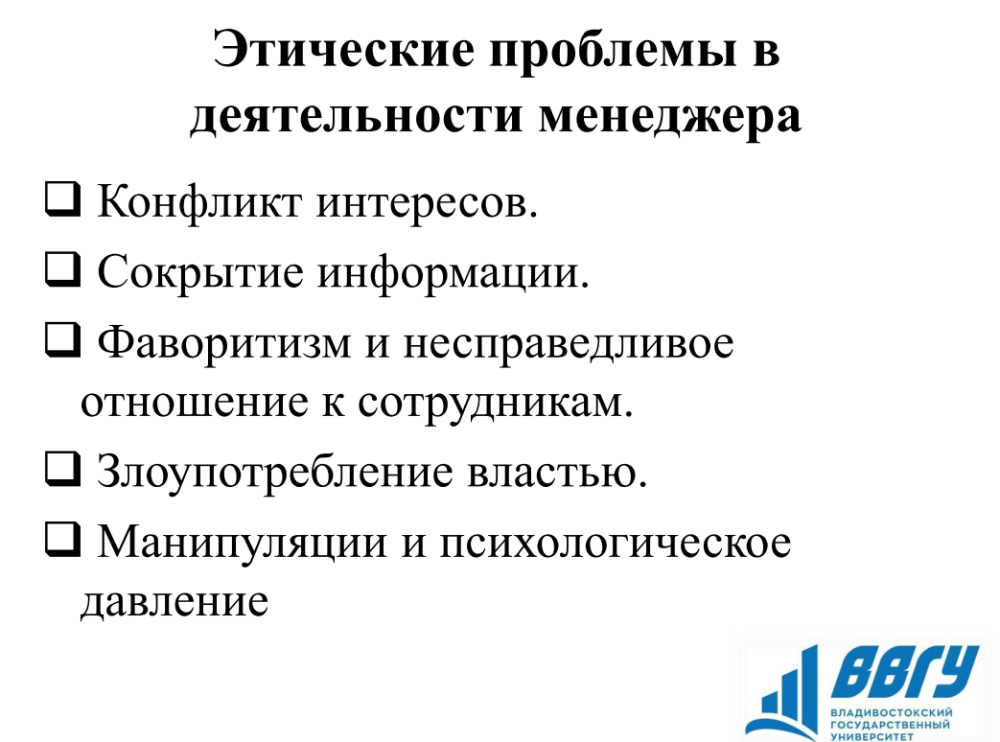 Этические проблемы в
деятельности менеджера
❑ Конфликт интересов.
❑ Сокрытие информации.
❑ Фаворитизм и несправедливое
отношение к сотрудникам.
❑ Злоупотребление властью.
❑ Манипуляции и психологическое
давление
ВВГУ
ВЛАДИВОСТОКСКИЙ
ГОСУДАРСТВЕННЫЙ
УНИВЕРСИТЕТ